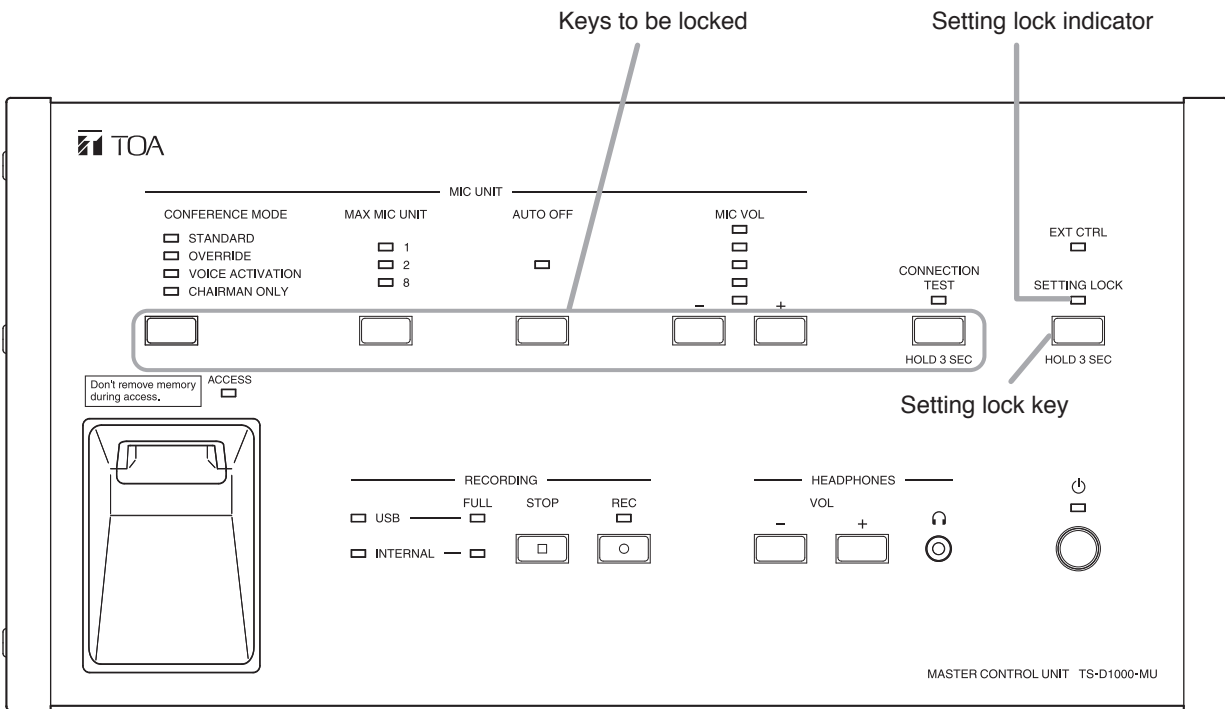 Keys to be locked
Setting lock indicator
TOA
MIC UNIT
CONFERENCE MODE
MAX MIC UNIT
AUTO OFF
MIC VOL
STANDARD
OVERRIDE
VOICE ACTIVATION
CHAIRMAN ONLY
1
2
8
− +
CONNECTION
TEST
HOLD 3 SEC
EXT CTRL
SETTING LOCK
HOLD 3 SEC
Setting lock key
Don't remove memory
during access.
ACCESS
RECORDING
FULL
STOP
REC
USB
INTERNAL
HEADPHONES
VOL
− +
MASTER CONTROL UNIT TS-D1000-MU